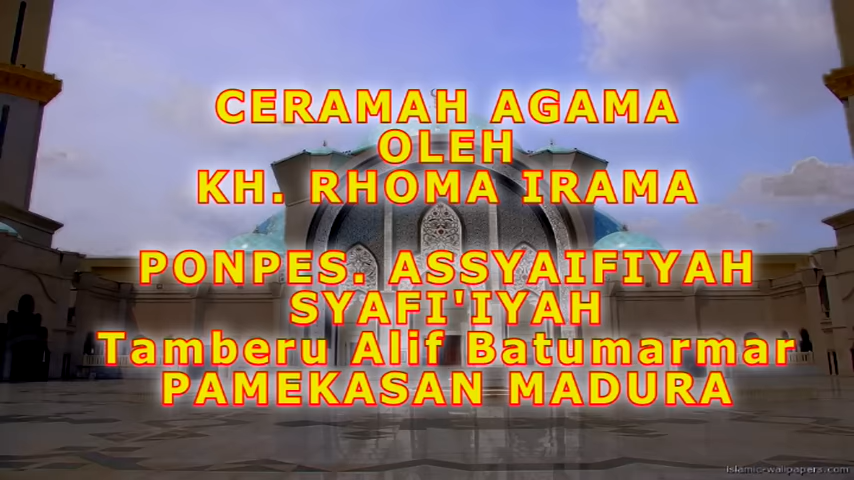 CERAMAH AGAMA
OLEH
KH. RHOMA IRAMA
PONPES. ASSYAIFIYAH
SYAFI'IYAH
Tamberu Alif Batumarmar
PAMEKASAN MADURA
islamic-wallpapers.com